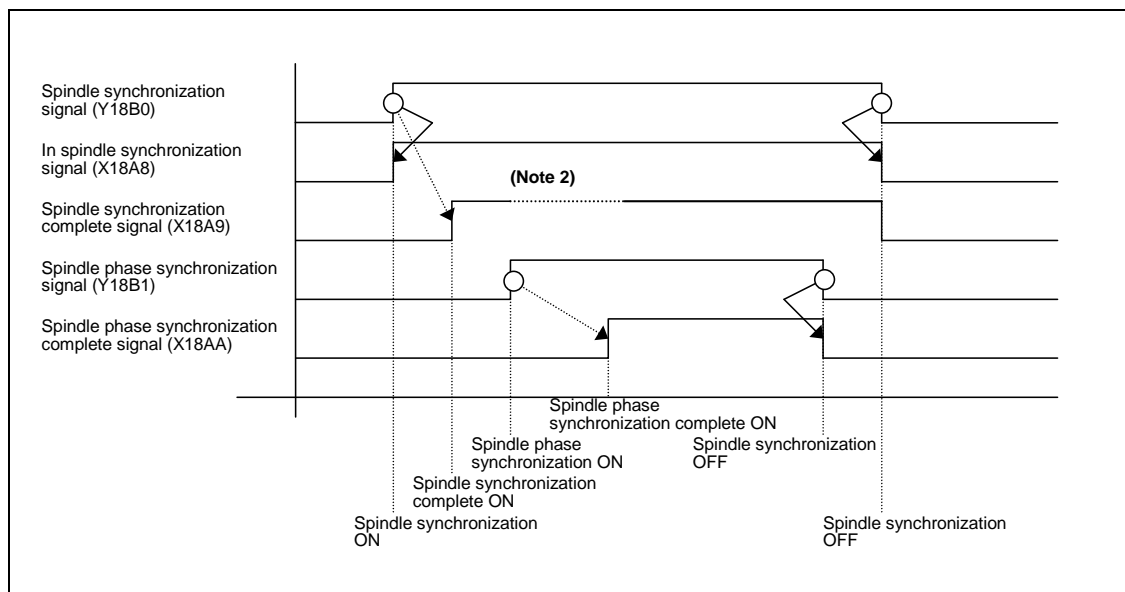 Spindle synchronization
signal (Y18B0)
In spindle synchronization
signal (X18A8)
(Note 2)
Spindle synchronization
complete signal (X18A9)
Spindle phase synchronization
signal (Y18B1)
Spindle phase synchronization
complete signal (X18AA)
Spindle phase
synchronization complete ON
Spindle phase
synchronization ON
Spindle synchronization
OFF
Spindle synchronization
complete ON
Spindle synchronization
ON
Spindle synchronization
OFF